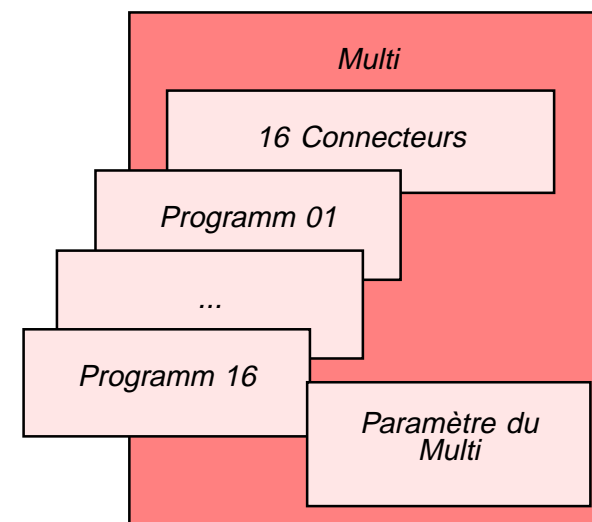 Multi
16 Connecteurs
Programm 01
...
Programm 16
Paramètre du
Multi